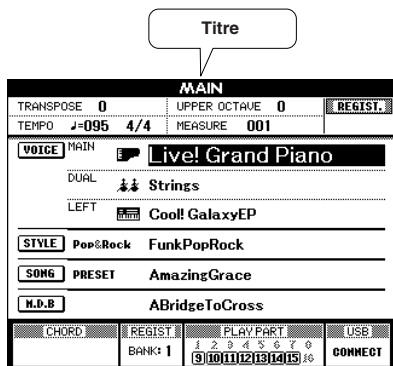 Titre
MAIN
TRANSPOSE 0 UPPER OCTAVE 0 REGIST.
TEMPO ♩=095 4/4 MEASURE 001
VOICE MAIN Live! Grand Piano
DUAL Strings
LEFT Cool! GalaxyEP
STYLE Pop&Rock FunkPopRock
SONG PRESET AmazingGrace
M.D.B ABridgeToCross
CHORD REGIST PLAY PART USB
1 2 3 4 5 6 7 8
BANK: 1 9 10 11 12 13 14 15 16 CONNECT